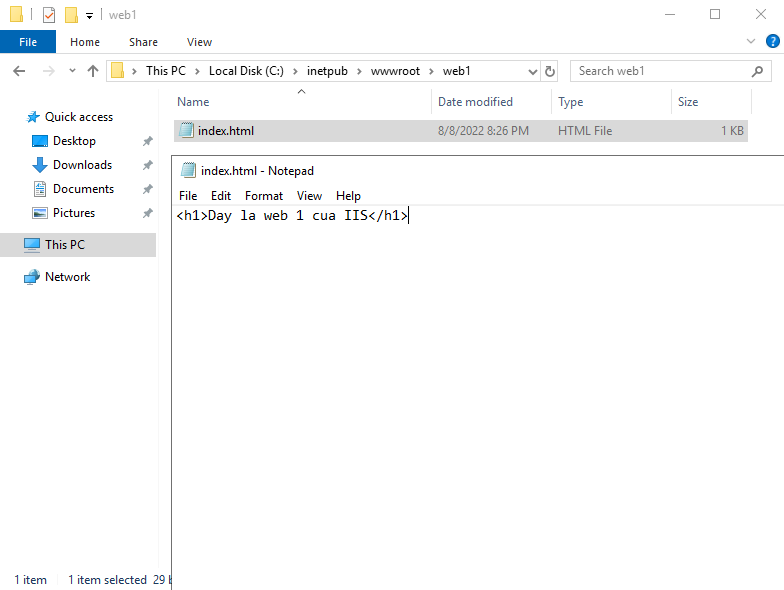 web1
File Home Share View
This PC Local Disk (C:) inetpub wwwroot web1
Search web1
Name Date modified Type Size
index.html 8/8/2022 8:26 PM HTML File 1 KB
Quick access
Desktop
Downloads
Documents
Pictures
This PC
Network
index.html - Notepad
File Edit Format View Help
<h1>Day la web 1 cua IIS</h1>
1 item 1 item selected 29 b